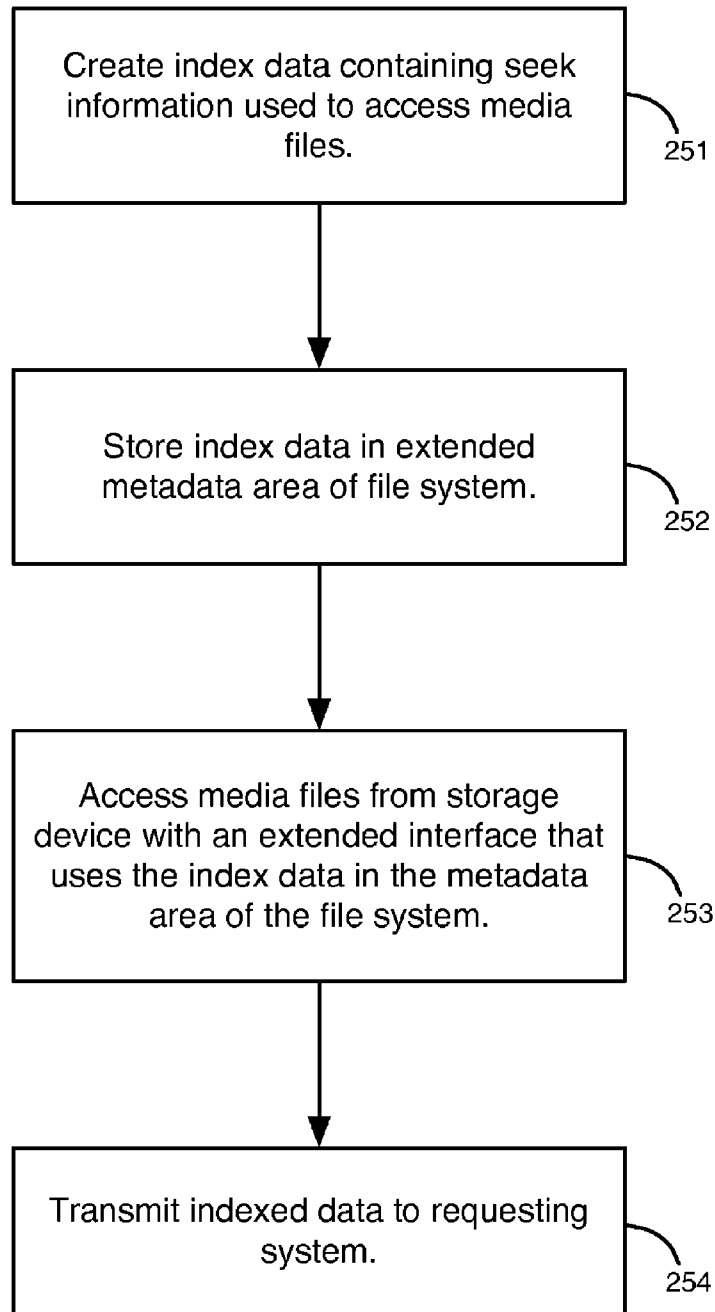 Create index data containing seek
information used to access media
files.
251
Store index data in extended
metadata area of file system.
252
Access media files from storage
device with an extended interface that
uses the index data in the metadata
area of the file system.
253
Transmit indexed data to requesting
system.
254